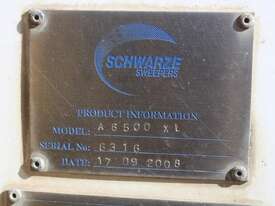 SCHWARZE
SWEEPERS
PRODUCT INFORMATION
MODEL: A6500 XL
SERIAL No: 6316
DATE: 17 09 2008